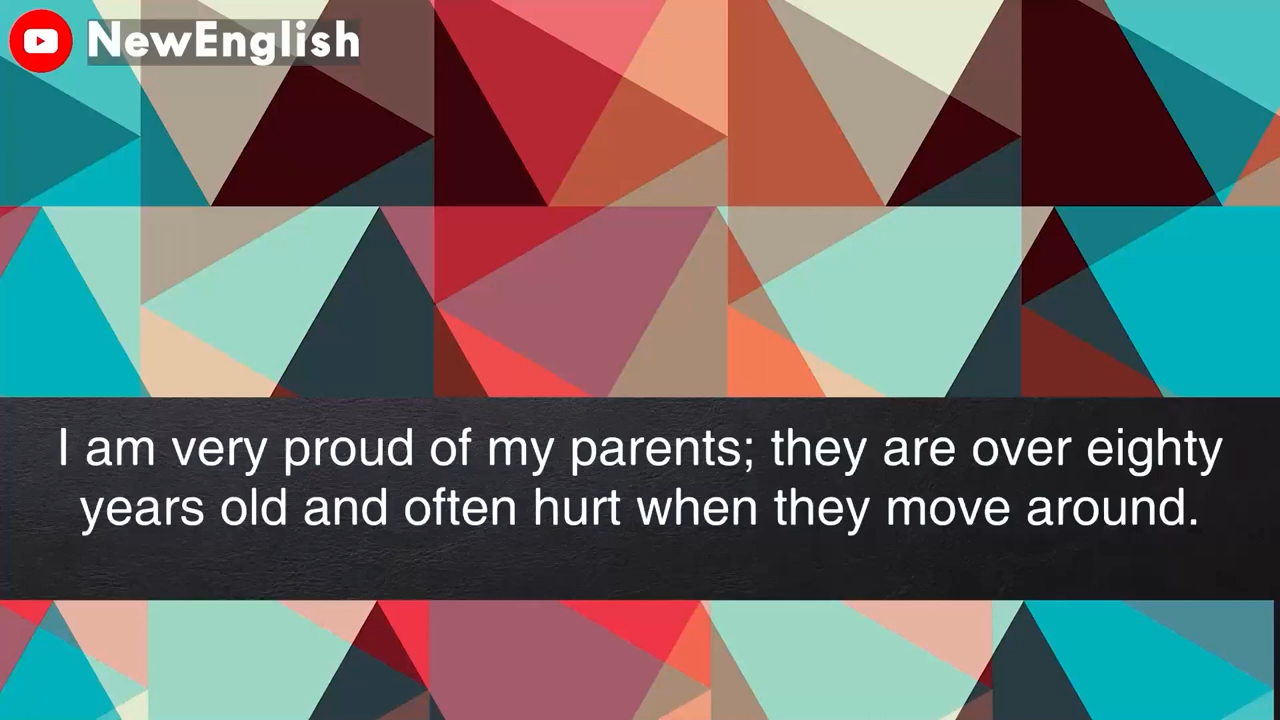 NewEnglish
I am very proud of my parents; they are over eighty
years old and often hurt when they move around.